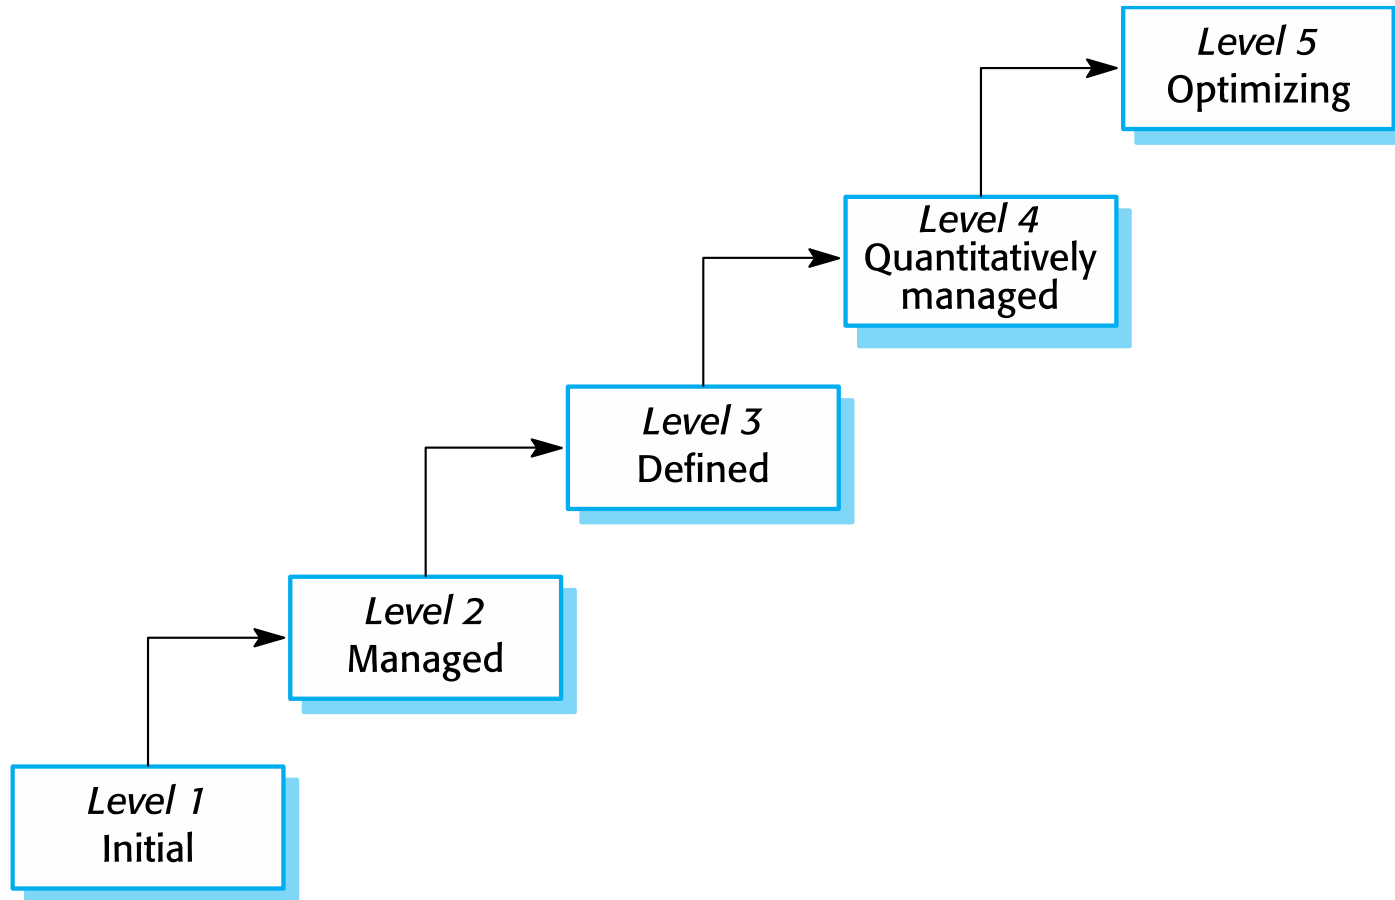 Level 5
Optimizing
Level 4
Quantitatively
managed
Level 3
Defined
Level 2
Managed
Level 1
Initial